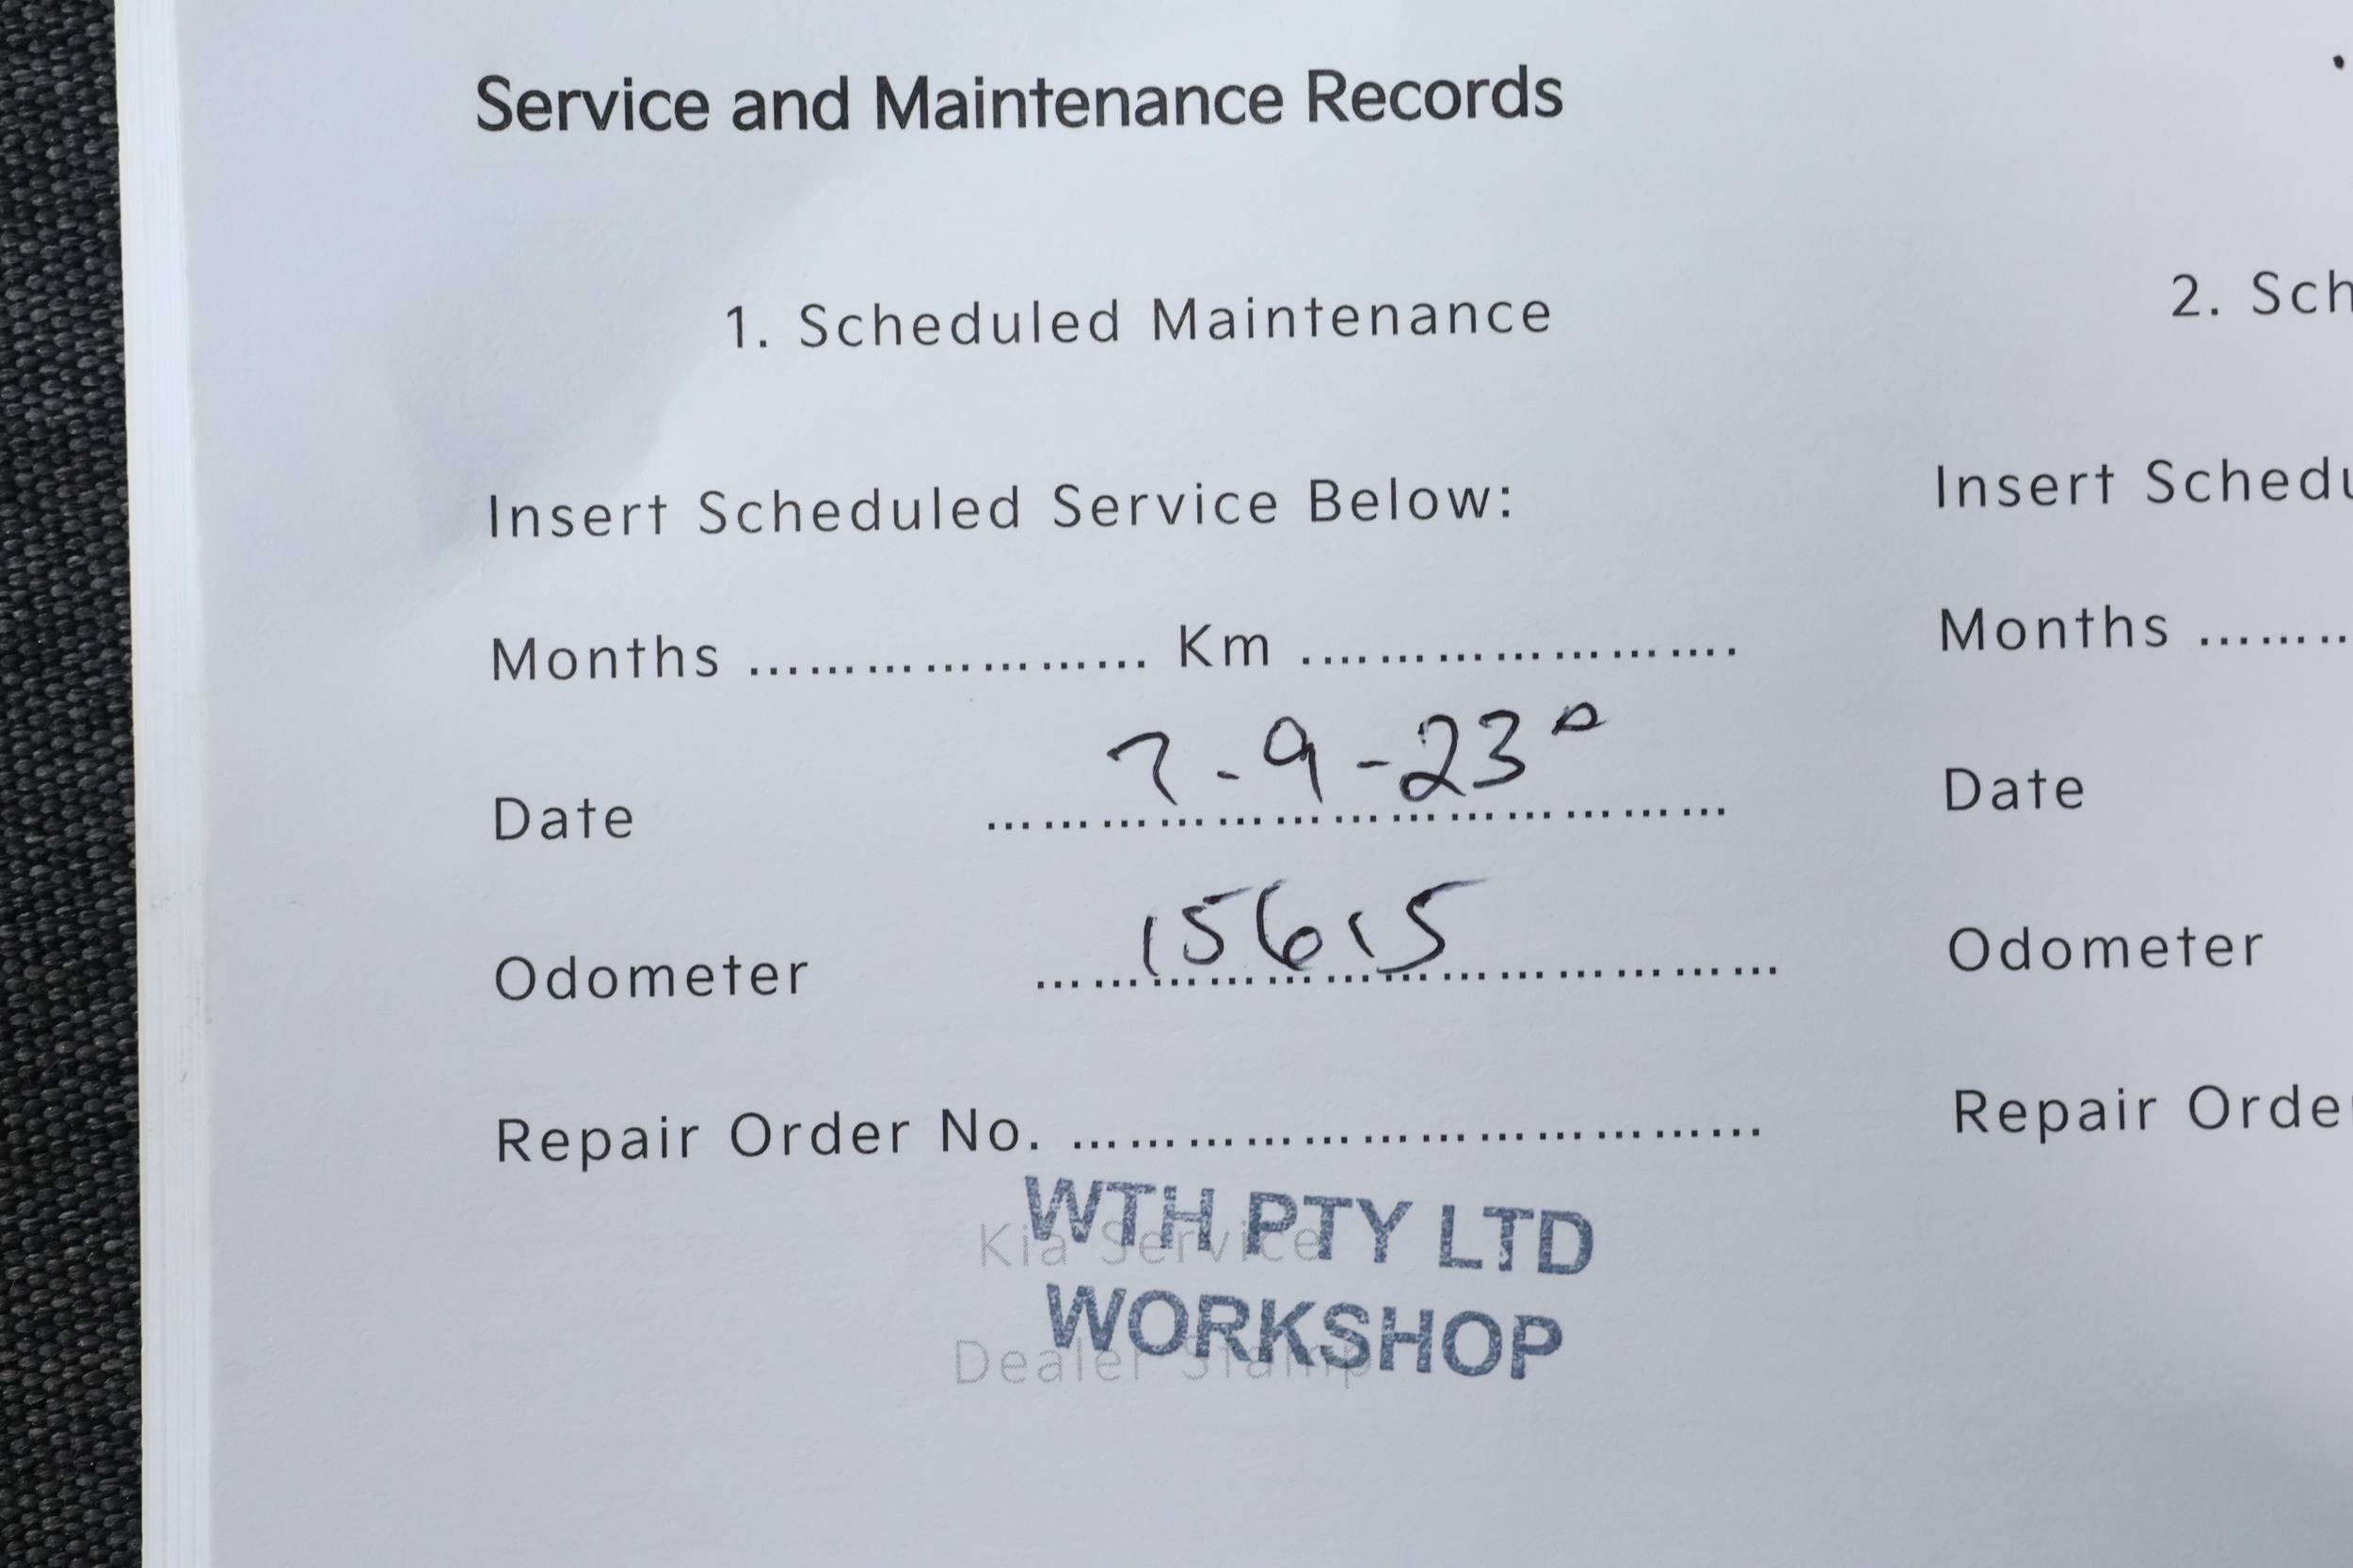 Service and Maintenance Records
1. Scheduled Maintenance
Insert Scheduled Service Below:
Months ........................ Km ........................
Date 7-9-23
Odometer 15615
Repair Order No. ........................
Kia Service
Dealer Stamp
WTH PTY LTD
WORKSHOP
2. Sch
Insert Schedu
Months ........
Date
Odometer
Repair Orde